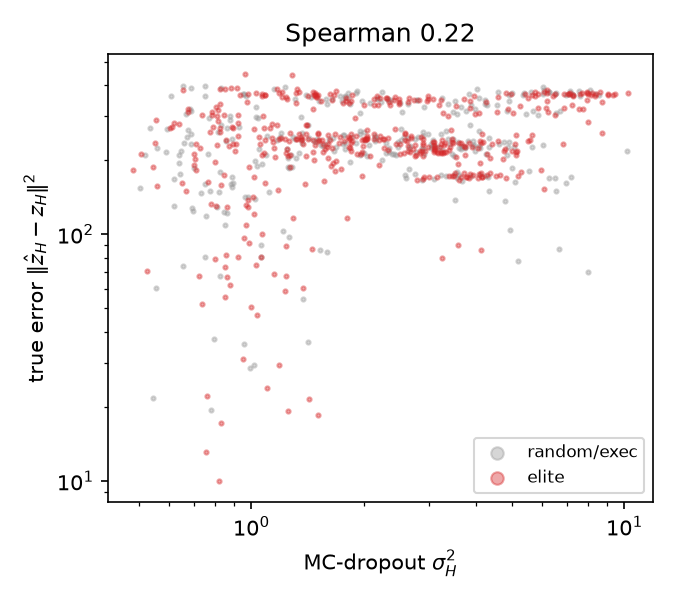 Spearman 0.22
true error ‖ẑ_H − z_H‖²
10²
10¹
10⁰
10¹
random/exec
elite
MC-dropout σ²_H